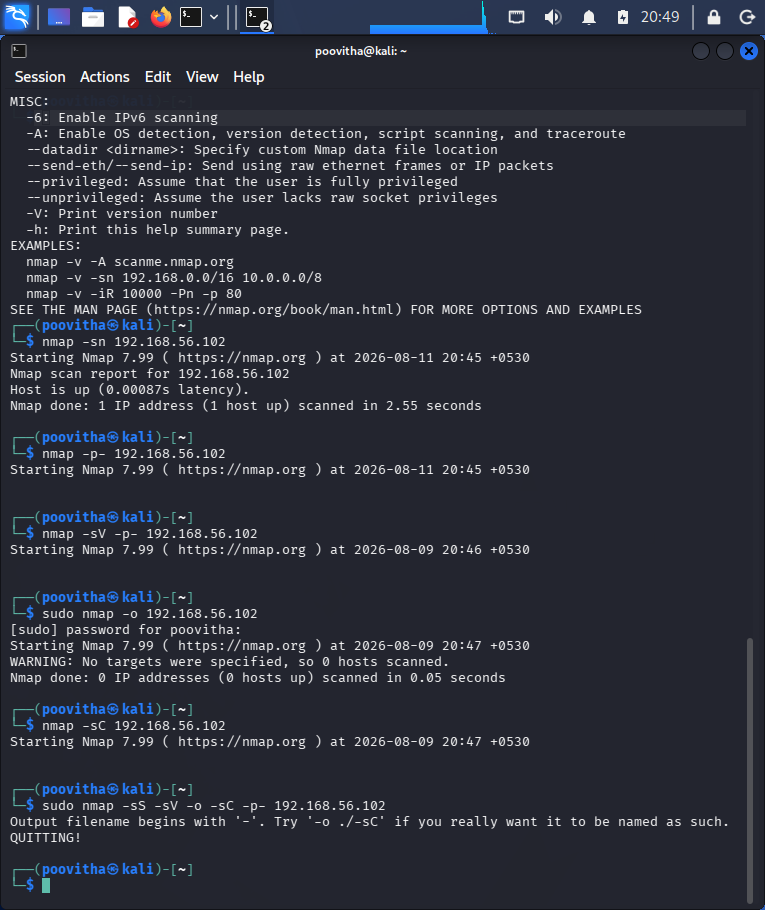 2
20:49
poovitha@kali: ~
Session Actions Edit View Help
MISC:
  -6: Enable IPv6 scanning
  -A: Enable OS detection, version detection, script scanning, and traceroute
  --datadir <dirname>: Specify custom Nmap data file location
  --send-eth/--send-ip: Send using raw ethernet frames or IP packets
  --privileged: Assume that the user is fully privileged
  --unprivileged: Assume the user lacks raw socket privileges
  -V: Print version number
  -h: Print this help summary page.
EXAMPLES:
  nmap -v -A scanme.nmap.org
  nmap -v -sn 192.168.0.0/16 10.0.0.0/8
  nmap -v -iR 10000 -Pn -p 80
SEE THE MAN PAGE (https://nmap.org/book/man.html) FOR MORE OPTIONS AND EXAMPLES
┌──(poovitha㉿kali)-[~]
└─$ nmap -sn 192.168.56.102
Starting Nmap 7.99 ( https://nmap.org ) at 2026-08-11 20:45 +0530
Nmap scan report for 192.168.56.102
Host is up (0.00087s latency).
Nmap done: 1 IP address (1 host up) scanned in 2.55 seconds
┌──(poovitha㉿kali)-[~]
└─$ nmap -p- 192.168.56.102
Starting Nmap 7.99 ( https://nmap.org ) at 2026-08-11 20:45 +0530
┌──(poovitha㉿kali)-[~]
└─$ nmap -sV -p- 192.168.56.102
Starting Nmap 7.99 ( https://nmap.org ) at 2026-08-09 20:46 +0530
┌──(poovitha㉿kali)-[~]
└─$ sudo nmap -o 192.168.56.102
[sudo] password for poovitha:
Starting Nmap 7.99 ( https://nmap.org ) at 2026-08-09 20:47 +0530
WARNING: No targets were specified, so 0 hosts scanned.
Nmap done: 0 IP addresses (0 hosts up) scanned in 0.05 seconds
┌──(poovitha㉿kali)-[~]
└─$ nmap -sC 192.168.56.102
Starting Nmap 7.99 ( https://nmap.org ) at 2026-08-09 20:47 +0530
┌──(poovitha㉿kali)-[~]
└─$ sudo nmap -sS -sV -o -sC -p- 192.168.56.102
Output filename begins with '-'. Try '-o ./-sC' if you really want it to be named as such.
QUITTING!
┌──(poovitha㉿kali)-[~]
└─$